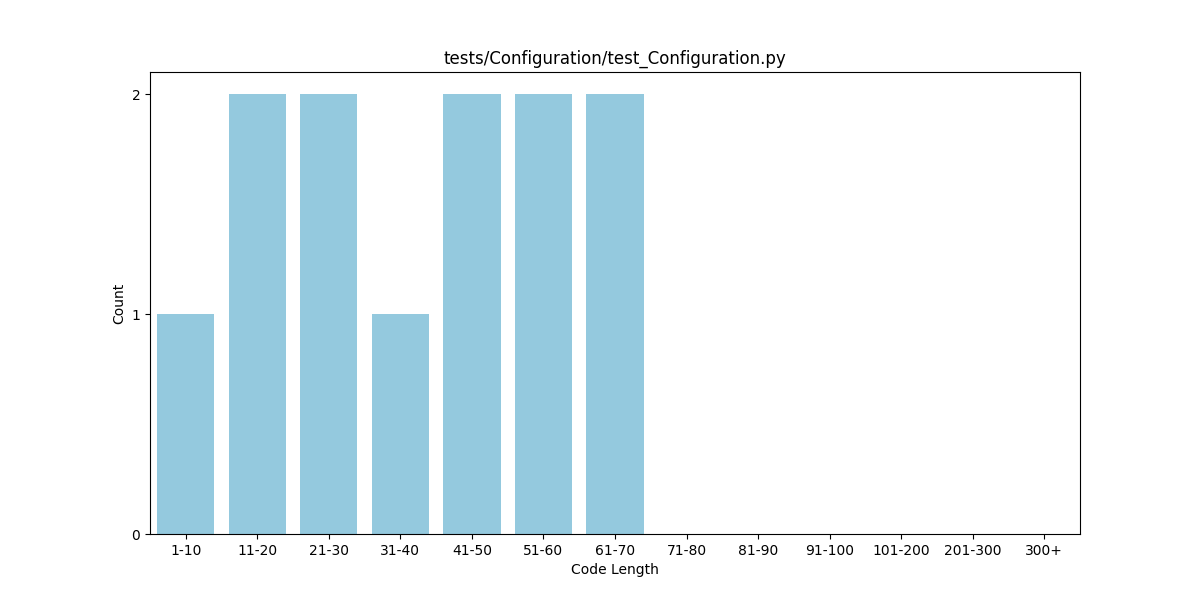 tests/Configuration/test_Configuration.py
2
1
0
Count
1-10 11-20 21-30 31-40 41-50 51-60 61-70 71-80 81-90 91-100 101-200 201-300 300+
Code Length